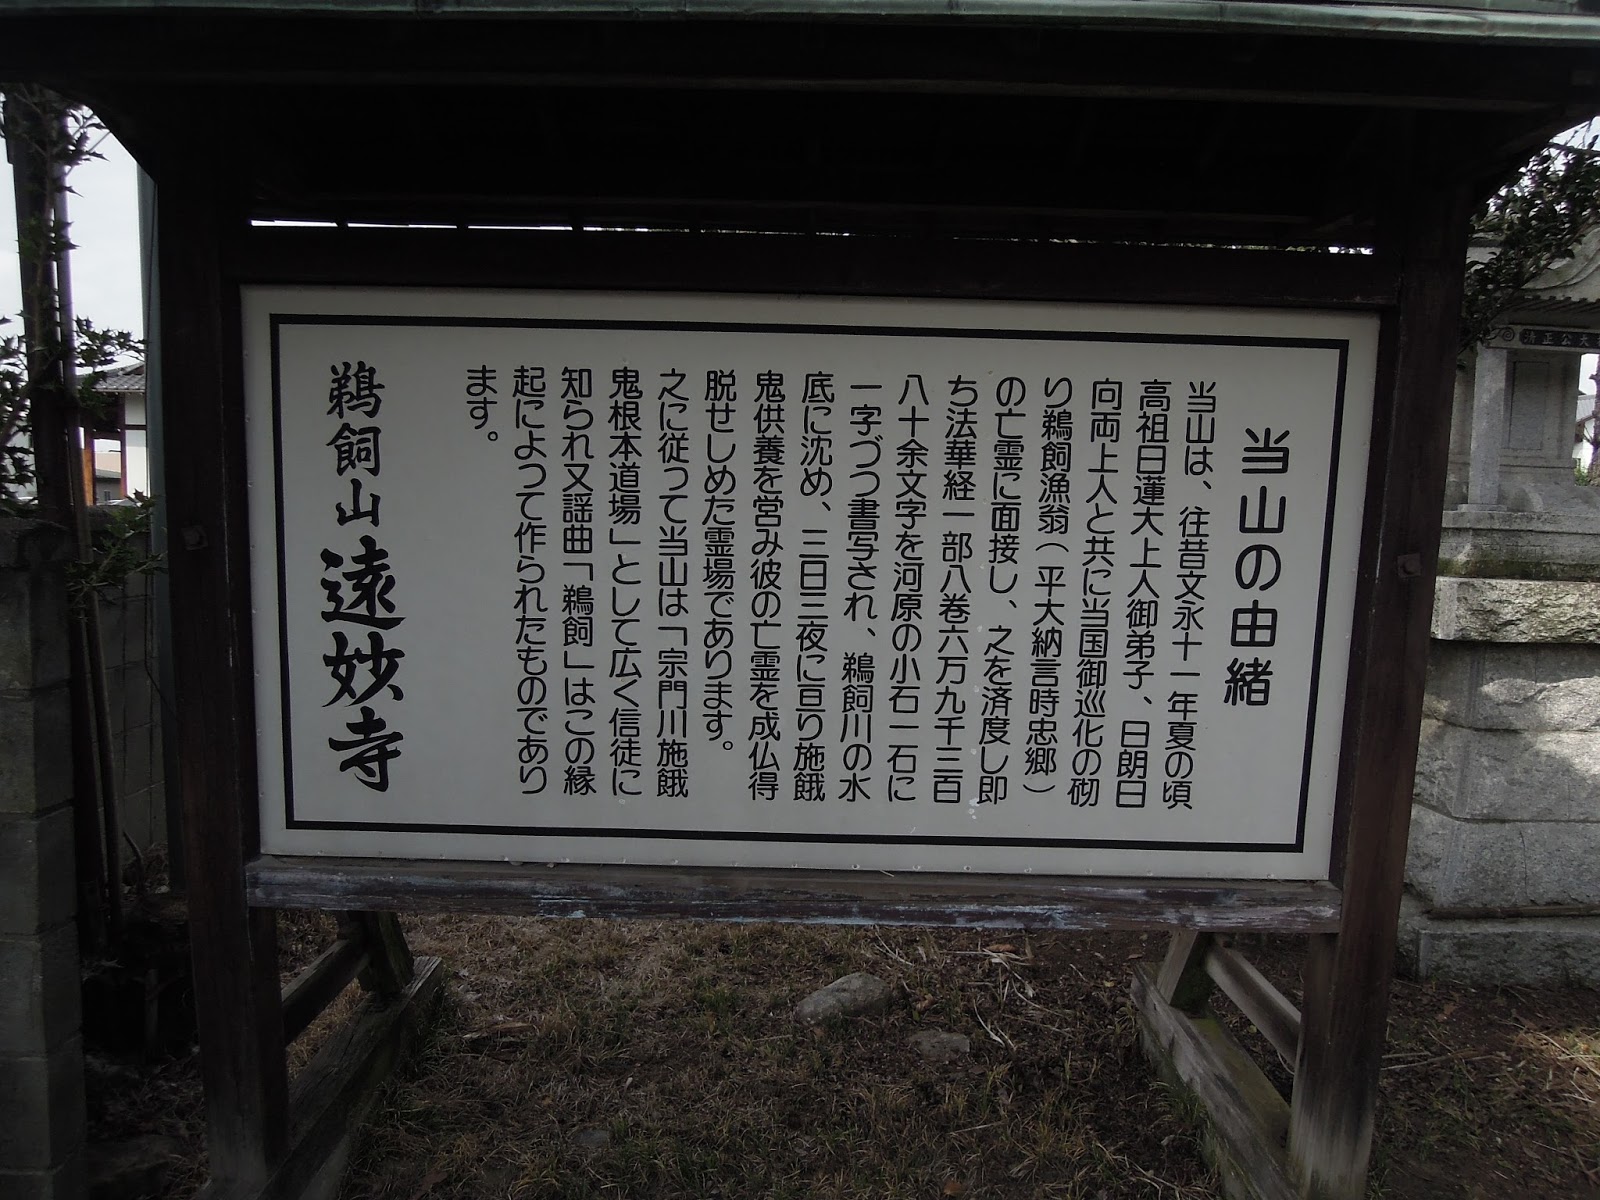 当山の由緒
当山は、往昔文永十一年夏の頃
高祖日蓮大上人御弟子、日朗日
向両上人と共に当国御巡化の砌
り鵜飼漁翁（平大納言時忠郷）
の亡霊に面接し、之を済度し即
ち法華経一部八巻六万九千三百
八十余文字を河原の小石一石に
一字づつ書写され、鵜飼川の水
底に沈め、三日三夜に亘り施餓
鬼供養を営み彼の亡霊を成仏得
脱せしめた霊場であります。
之に従って当山は「宗門川施餓
鬼根本道場」として広く信徒に
知られ又謡曲「鵜飼」はこの縁
起によって作られたものであり
ます。
鵜飼山遠妙寺
清正公大